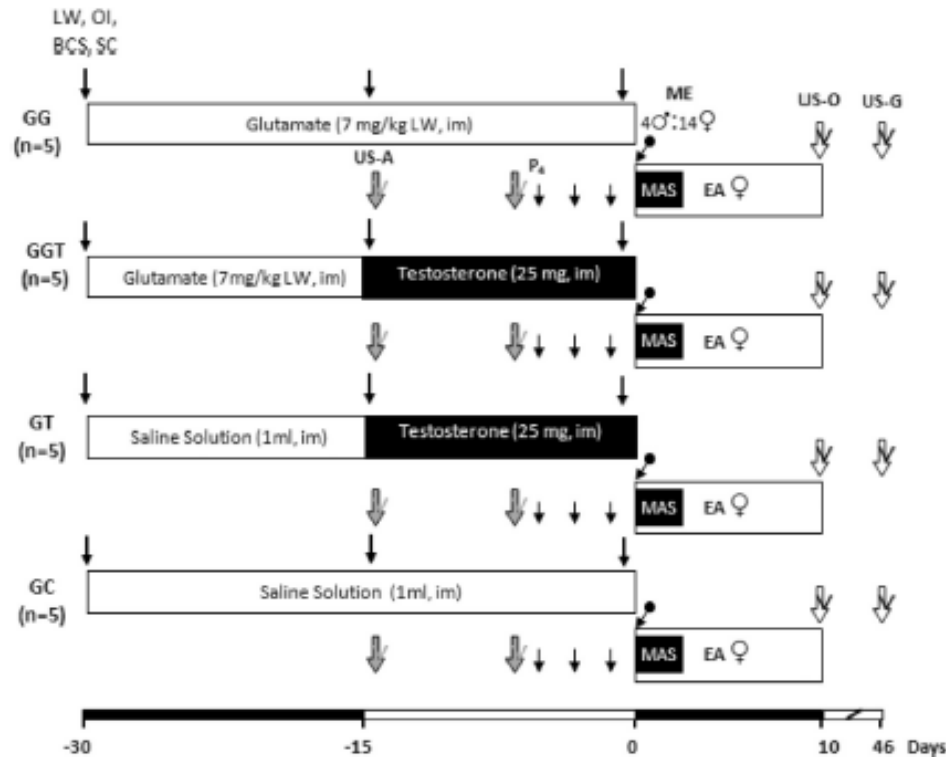 LW, OI,
BCS, SC
GG
(n=5)
Glutamate (7 mg/kg LW, im)
ME
4♂:14♀
US-O
US-G
US-A
P4
MAS EA ♀
GGT
(n=5)
Glutamate (7mg/kg LW, im)
Testosterone (25 mg, im)
MAS EA ♀
GT
(n=5)
Saline Solution (1ml, im)
Testosterone (25 mg, im)
MAS EA ♀
GC
(n=5)
Saline Solution (1ml, im)
MAS EA ♀
-30 -15 0 10 46 Days